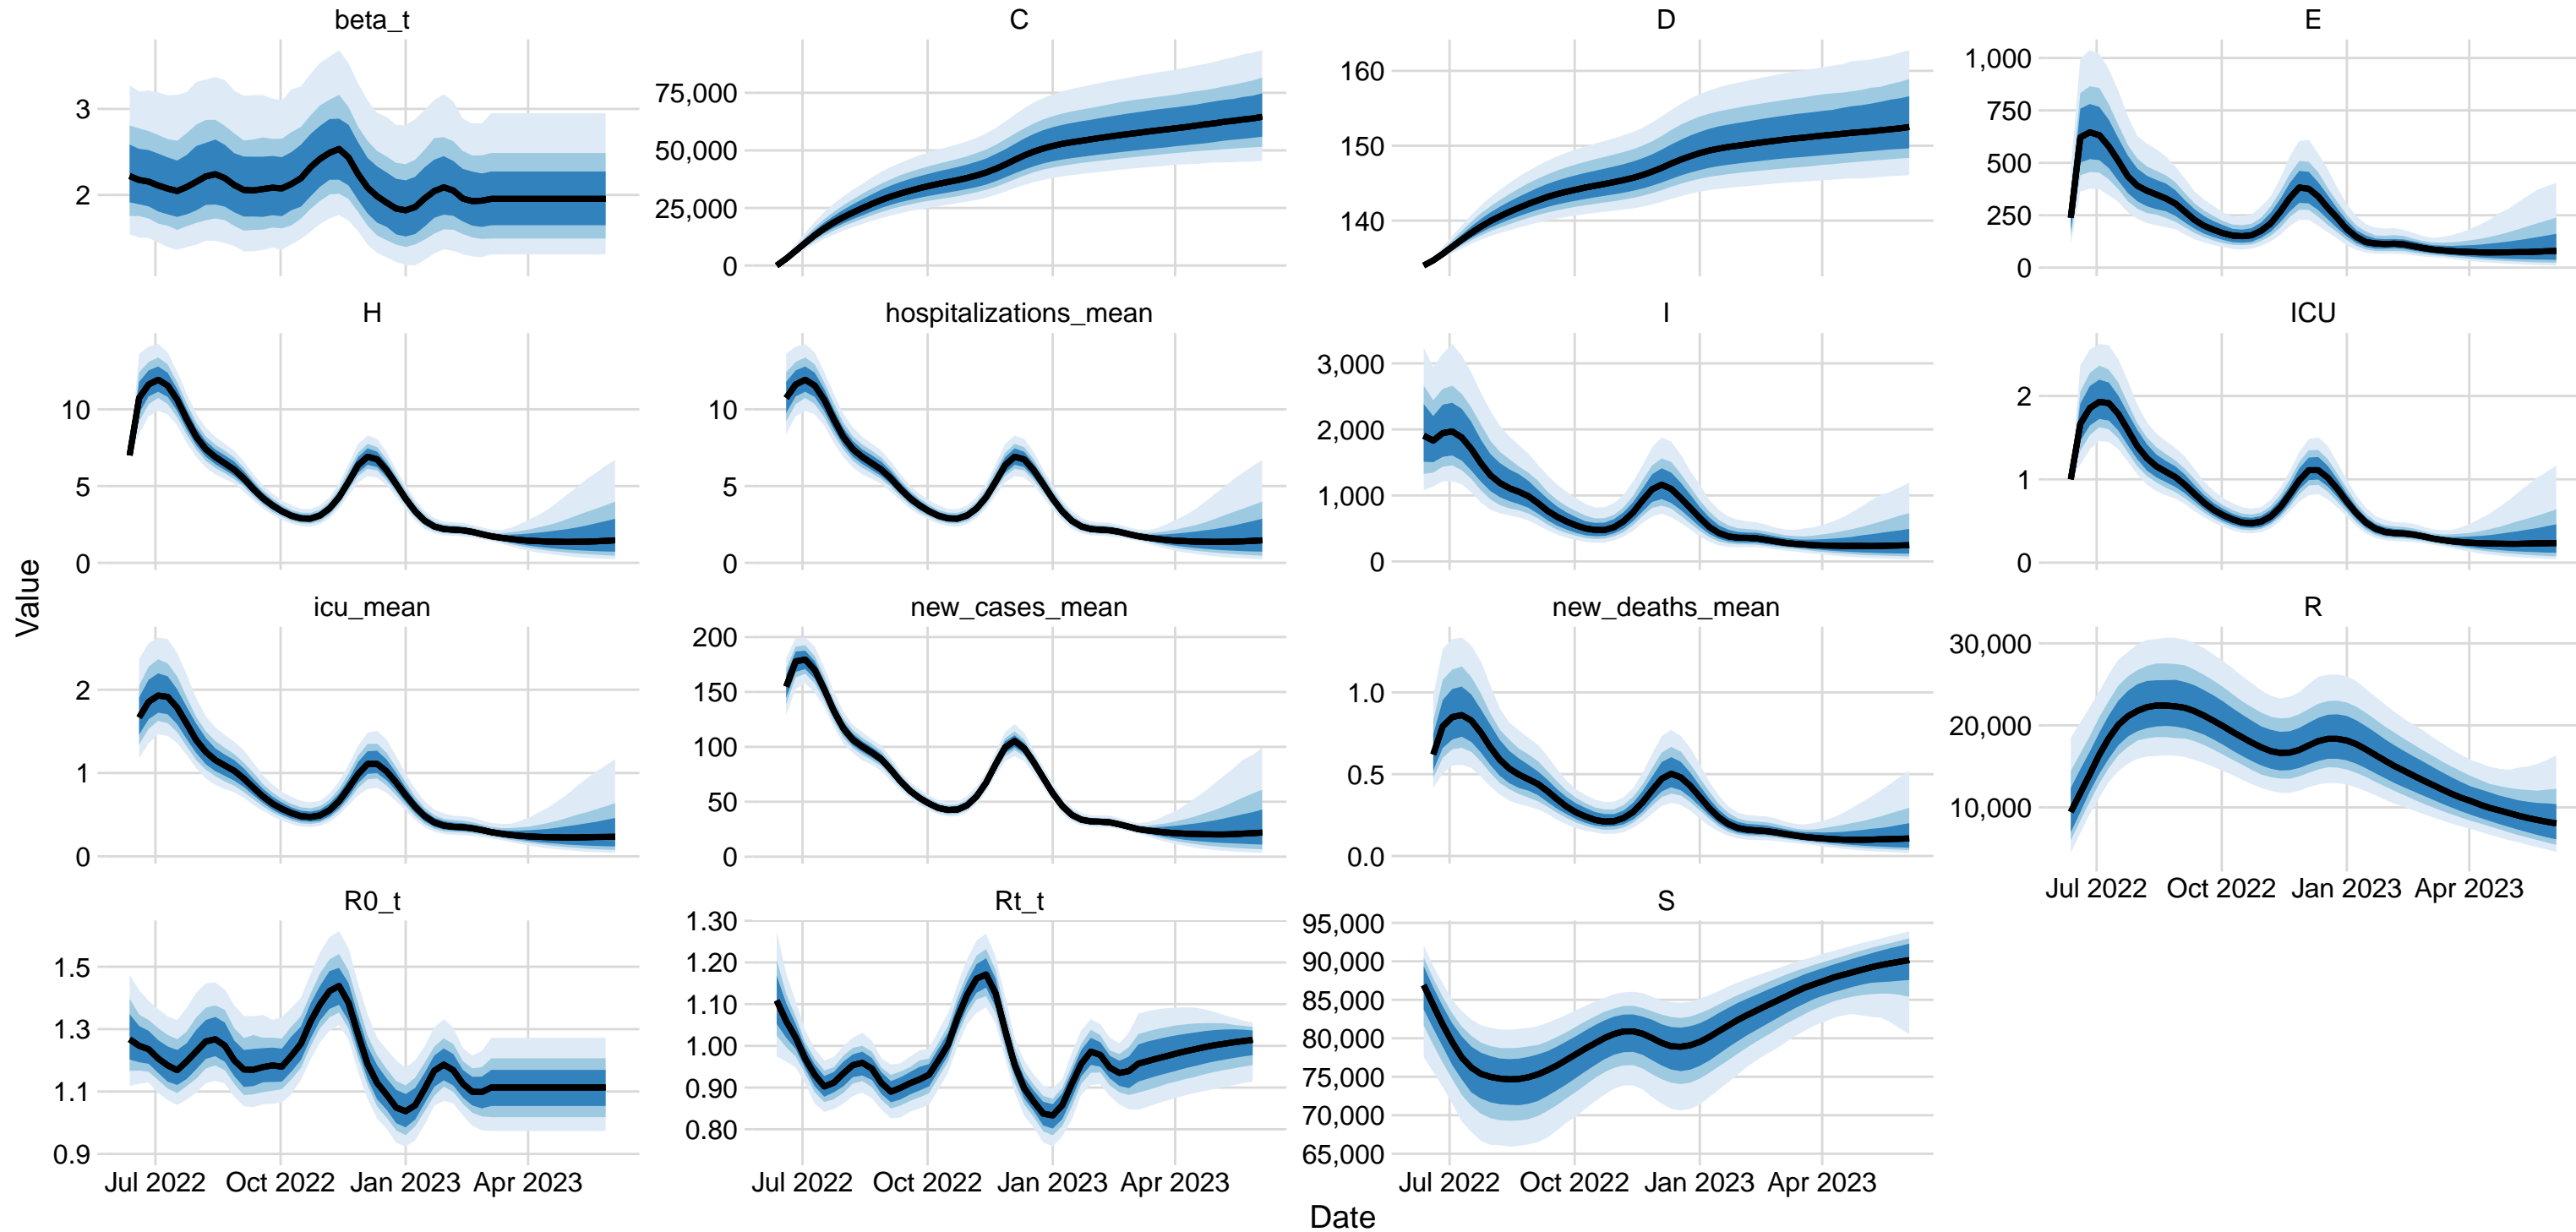 beta_t
C
D
E
3
2
75,000
50,000
25,000
0
160
150
140
1,000
750
500
250
0
H
hospitalizations_mean
I
ICU
10
5
0
10
5
0
3,000
2,000
1,000
0
2
1
0
Value
icu_mean
new_cases_mean
new_deaths_mean
R
2
1
0
200
150
100
50
0
1.0
0.5
0.0
30,000
20,000
10,000
Jul 2022 Oct 2022 Jan 2023 Apr 2023
R0_t
Rt_t
S
1.5
1.3
1.1
0.9
1.30
1.20
1.10
1.00
0.90
0.80
95,000
90,000
85,000
80,000
75,000
70,000
65,000
Jul 2022 Oct 2022 Jan 2023 Apr 2023
Jul 2022 Oct 2022 Jan 2023 Apr 2023
Jul 2022 Oct 2022 Jan 2023 Apr 2023
Date